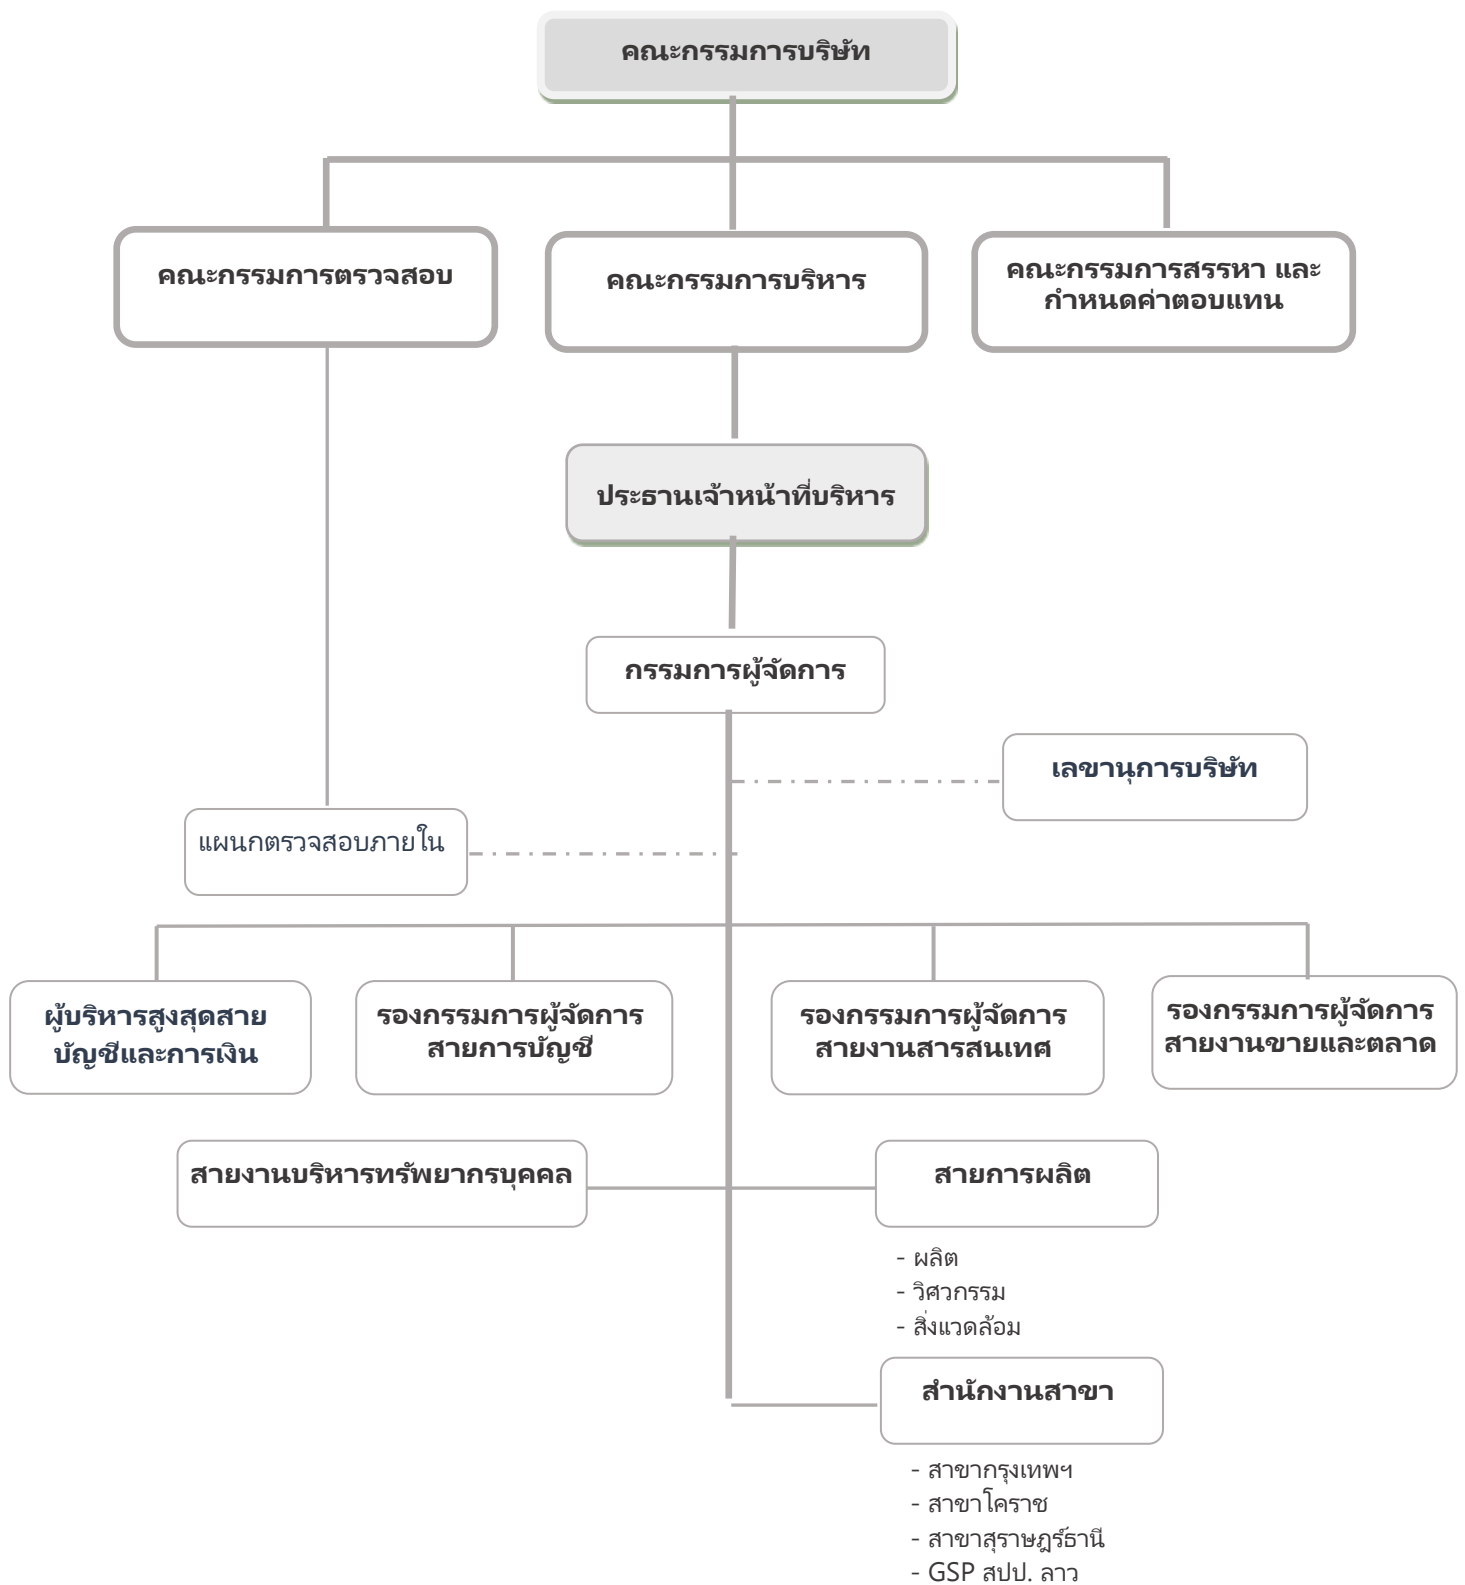 คณะกรรมการบริษัท
คณะกรรมการตรวจสอบ
คณะกรรมการบริหาร
คณะกรรมการสรรหา และ
กำหนดค่าตอบแทน
ประธานเจ้าหน้าที่บริหาร
กรรมการผู้จัดการ
เลขานุการบริษัท
แผนกตรวจสอบภายใน
ผู้บริหารสูงสุดสาย
บัญชีและการเงิน
รองกรรมการผู้จัดการ
สายการบัญชี
รองกรรมการผู้จัดการ
สายงานสารสนเทศ
รองกรรมการผู้จัดการ
สายงานขายและตลาด
สายงานบริหารทรัพยากรบุคคล
สายการผลิต
- ผลิต
- วิศวกรรม
- สิ่งแวดล้อม
สำนักงานสาขา
- สาขากรุงเทพฯ
- สาขาโคราช
- สาขาสุราษฎร์ธานี
- GSP สปป. ลาว